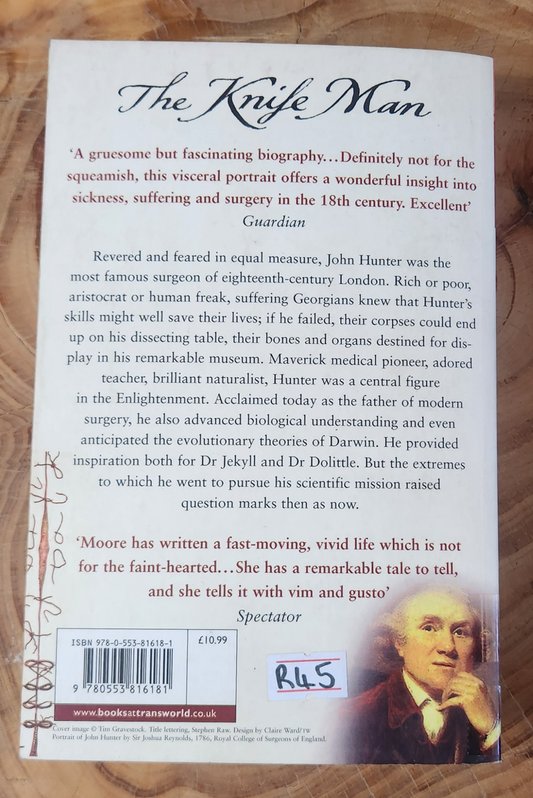 The Knife Man
‘A gruesome but fascinating biography...Definitely not for the
squeamish, this visceral portrait offers a wonderful insight into
sickness, suffering and surgery in the 18th century. Excellent’
Guardian
Revered and feared in equal measure, John Hunter was the
most famous surgeon of eighteenth-century London. Rich or poor,
aristocrat or human freak, suffering Georgians knew that Hunter’s
skills might well save their lives; if he failed, their corpses could end
up on his dissecting table, their bones and organs destined for dis-
play in his remarkable museum. Maverick medical pioneer, adored
teacher, brilliant naturalist, Hunter was a central figure
in the Enlightenment. Acclaimed today as the father of modern
surgery, he also advanced biological understanding and even
anticipated the evolutionary theories of Darwin. He provided
inspiration both for Dr Jekyll and Dr Dolittle. But the extremes
to which he went to pursue his scientific mission raised
question marks then as now.
‘Moore has written a fast-moving, vivid life which is not
for the faint-hearted...She has a remarkable tale to tell,
and she tells it with vim and gusto’
Spectator
ISBN 978-0-553-81618-1
£10.99
9 780553 816181
R45
www.booksattransworld.co.uk
Cover image © Tim Gravestock. Title lettering, Stephen Raw. Design by Claire Ward/TW
Portrait of John Hunter by Sir Joshua Reynolds, 1786, Royal College of Surgeons of England.